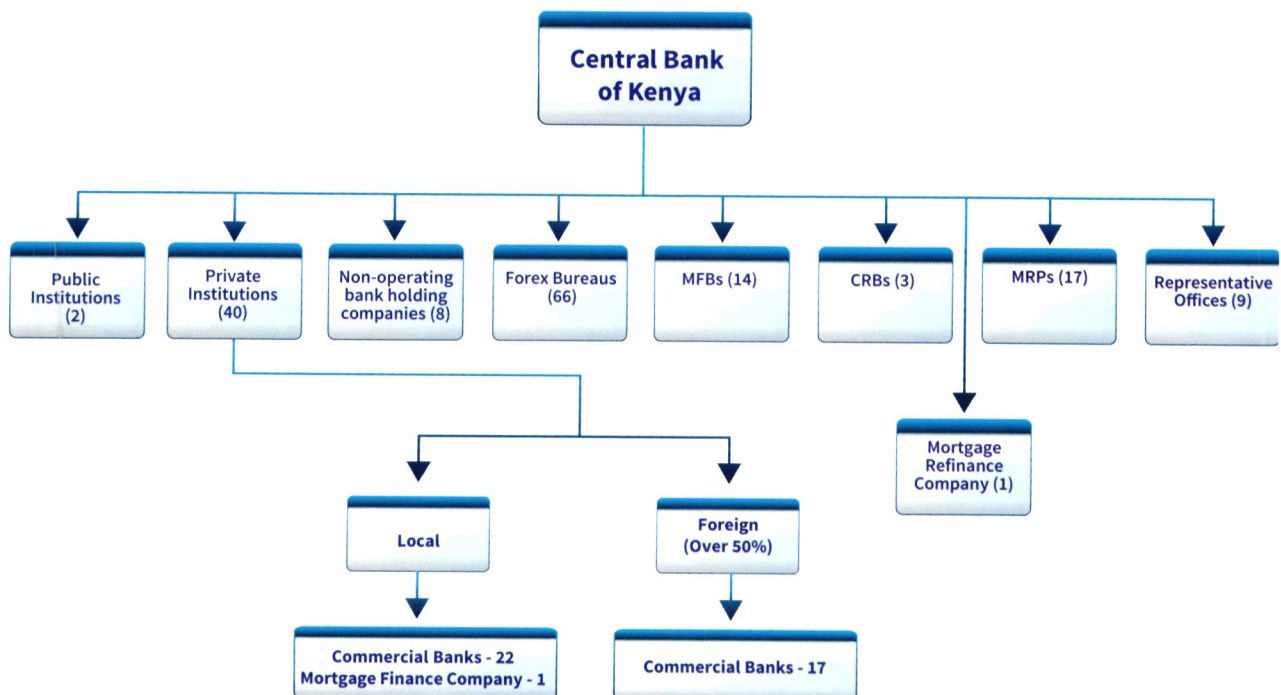 Central Bank
of Kenya
Public
Institutions
(2)
Private
Institutions
(40)
Non-operating
bank holding
companies (8)
Forex Bureaus
(66)
MFBs (14)
CRBs (3)
MRPs (17)
Representative
Offices (9)
Mortgage
Refinance
Company (1)
Local
Foreign
(Over 50%)
Commercial Banks - 22
Mortgage Finance Company - 1
Commercial Banks - 17